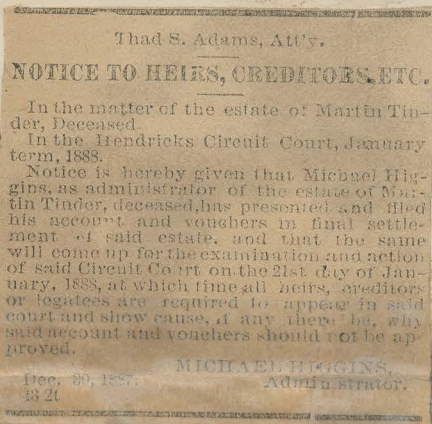 Thad S. Adams, Att'y.
NOTICE TO HEIRS, CREDITORS, ETC.
In the matter of the estate of Martin Tin-
der, Deceased.
In the Hendricks Circuit Court, January
term, 1888.
Notice is hereby given that Michael Hig-
gins, as administrator of the estate of Mar-
tin Tinder, deceased, has presented and filed
his account and vouchers in final settle-
ment of said estate, and that the same
will come up for the examination and action
of said Circuit Court on the 21st day of Jan-
uary, 1888, at which time all heirs, creditors
or legatees are required to appear in said
court and show cause, if any there be, why
said account and vouchers should not be ap-
proved.
MICHAEL HIGGINS,
Dec. 1887. Administrator.
2t